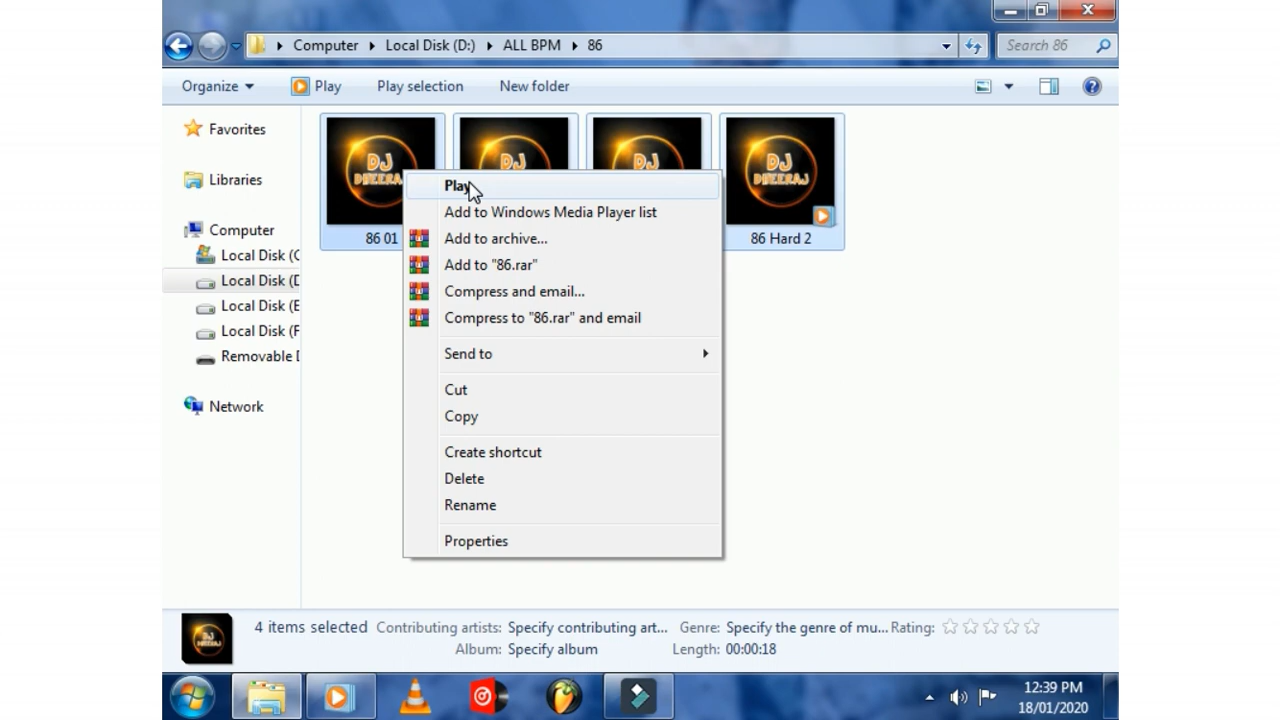 Computer Local Disk (D:) ALL BPM 86
Search 86
Organize Play Play selection New folder
Favorites
Libraries
Computer
Local Disk (C
Local Disk (D
Local Disk (E
Local Disk (F
Removable D
Network
DJ
DJ
DJ
DJ
DHEERAJ
86 01
86 Hard 2
Play
Add to Windows Media Player list
Add to archive...
Add to "86.rar"
Compress and email...
Compress to "86.rar" and email
Send to
Cut
Copy
Create shortcut
Delete
Rename
Properties
DJ
DHEERAJ
4 items selected Contributing artists: Specify contributing art... Genre: Specify the genre of mu... Rating:
Album: Specify album Length: 00:00:18
12:39 PM
18/01/2020